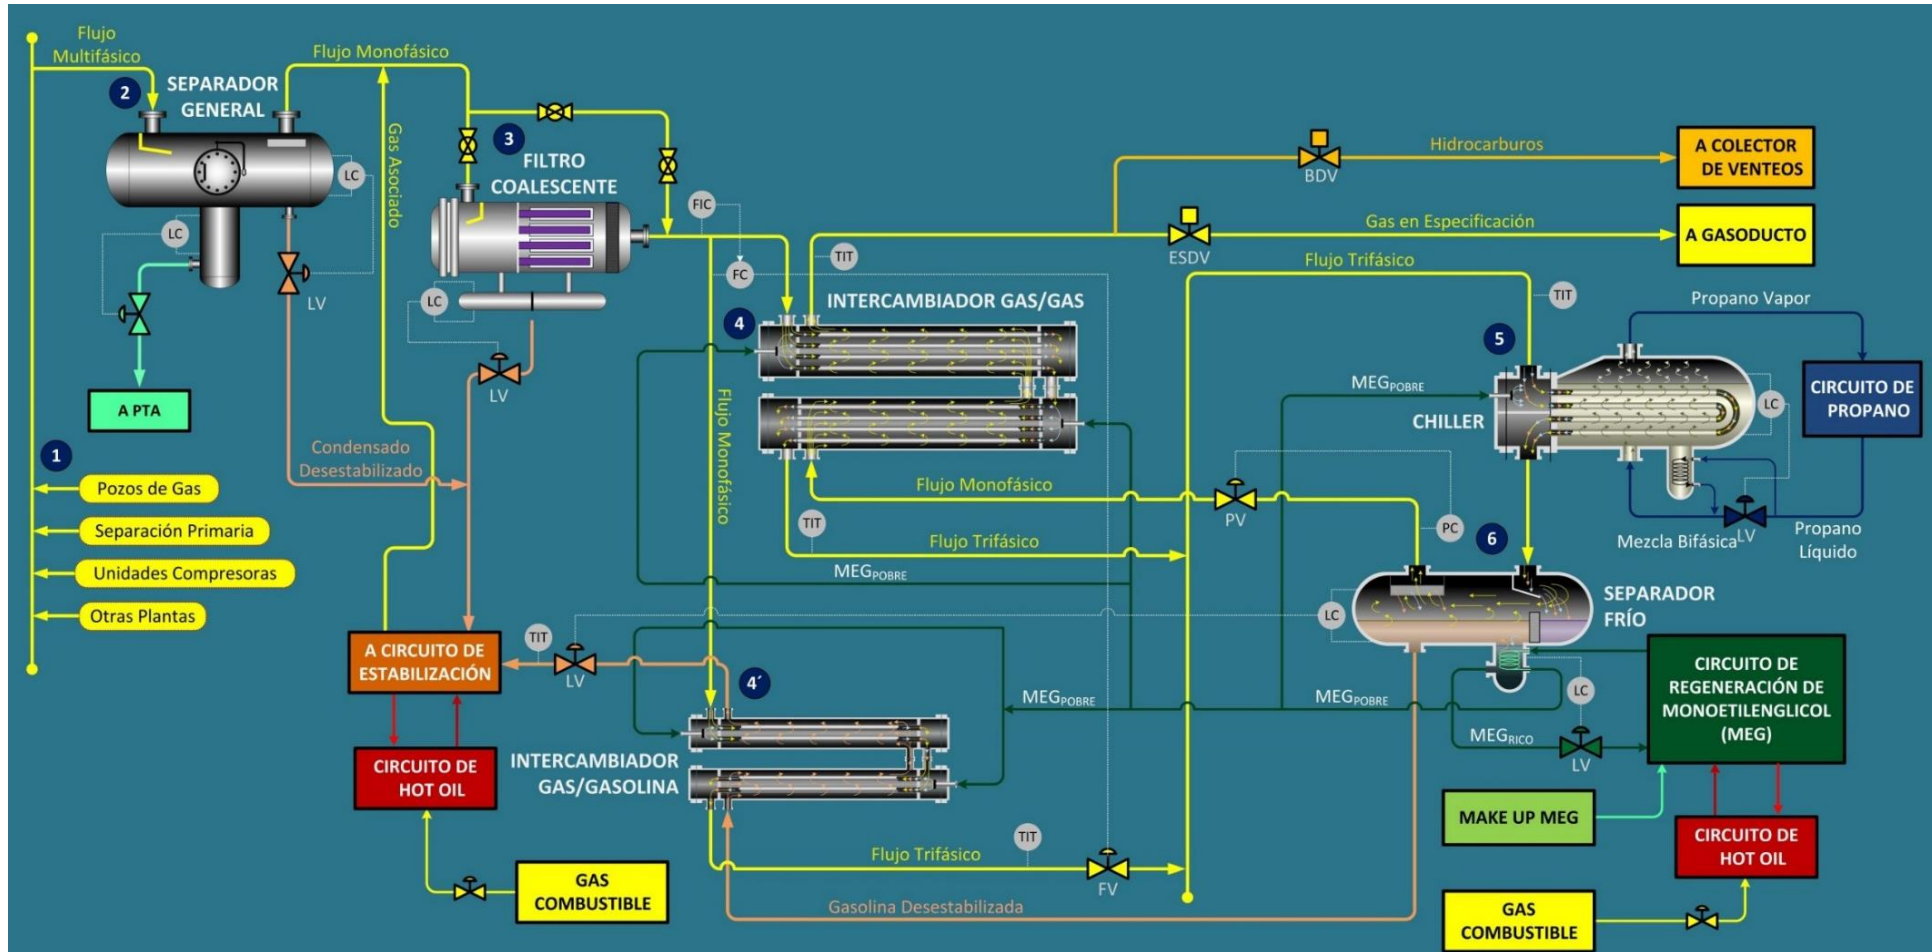 Flujo
Multifásico
2
SEPARADOR
GENERAL
Flujo Monofásico
LC
LC
LV
A PTA
Gas Asociado
Condensado
Desestabilizado
1
Pozos de Gas
Separación Primaria
Unidades Compresoras
Otras Plantas
3
FILTRO
COALESCENTE
LC
LV
FIC
FC
TIT
INTERCAMBIADOR GAS/GAS
4
BDV
Hidrocarburos
A COLECTOR
DE VENTEOS
ESDV
Gas en Especificación
A GASODUCTO
Flujo Trifásico
TIT
Propano Vapor
5
MEGPOBRE
CHILLER
LC
CIRCUITO DE
PROPANO
Mezcla Bifásica
LV
Propano
Líquido
Flujo Monofásico
Flujo Monofásico
PV
PC
TIT
Flujo Trifásico
MEGPOBRE
6
SEPARADOR
FRÍO
LC
LC
A CIRCUITO DE
ESTABILIZACIÓN
TIT
LV
4´
MEGPOBRE
MEGPOBRE
MEGRICO
LV
CIRCUITO DE
REGENERACIÓN DE
MONOETILENGLICOL
(MEG)
CIRCUITO DE
HOT OIL
INTERCAMBIADOR
GAS/GASOLINA
MAKE UP MEG
CIRCUITO DE
HOT OIL
Flujo Trifásico
TIT
FV
GAS
COMBUSTIBLE
Gasolina Desestabilizada
GAS
COMBUSTIBLE